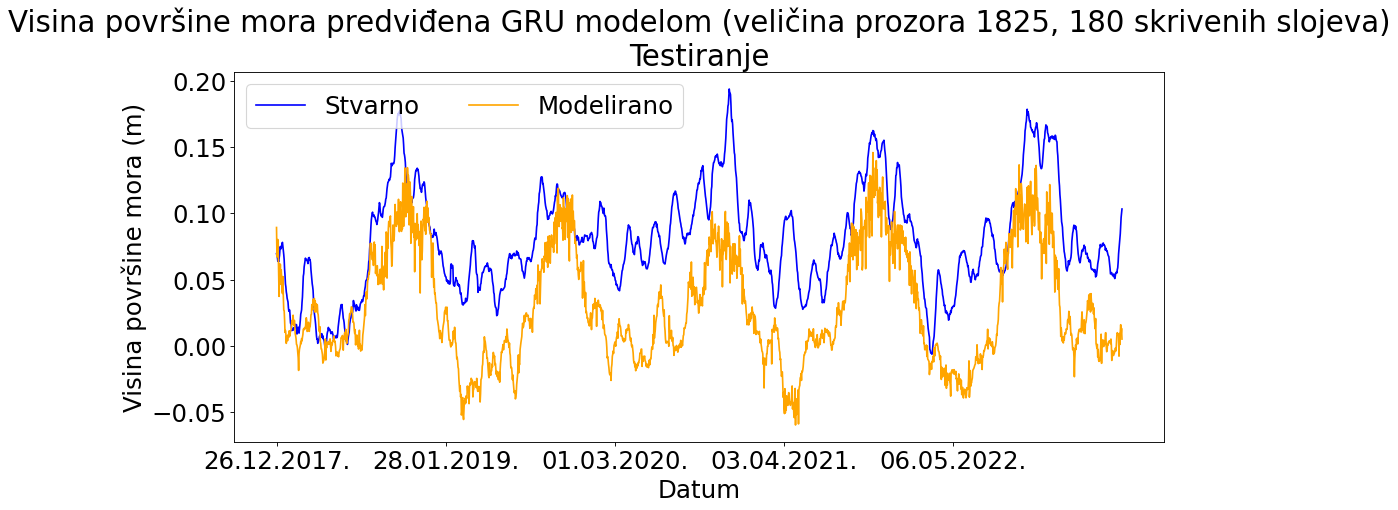 Visina površine mora predviđena GRU modelom (veličina prozora 1825, 180 skrivenih slojeva)
Testiranje
Stvarno Modelirano
Visina površine mora (m)
0.20
0.15
0.10
0.05
0.00
−0.05
26.12.2017. 28.01.2019. 01.03.2020. 03.04.2021. 06.05.2022.
Datum